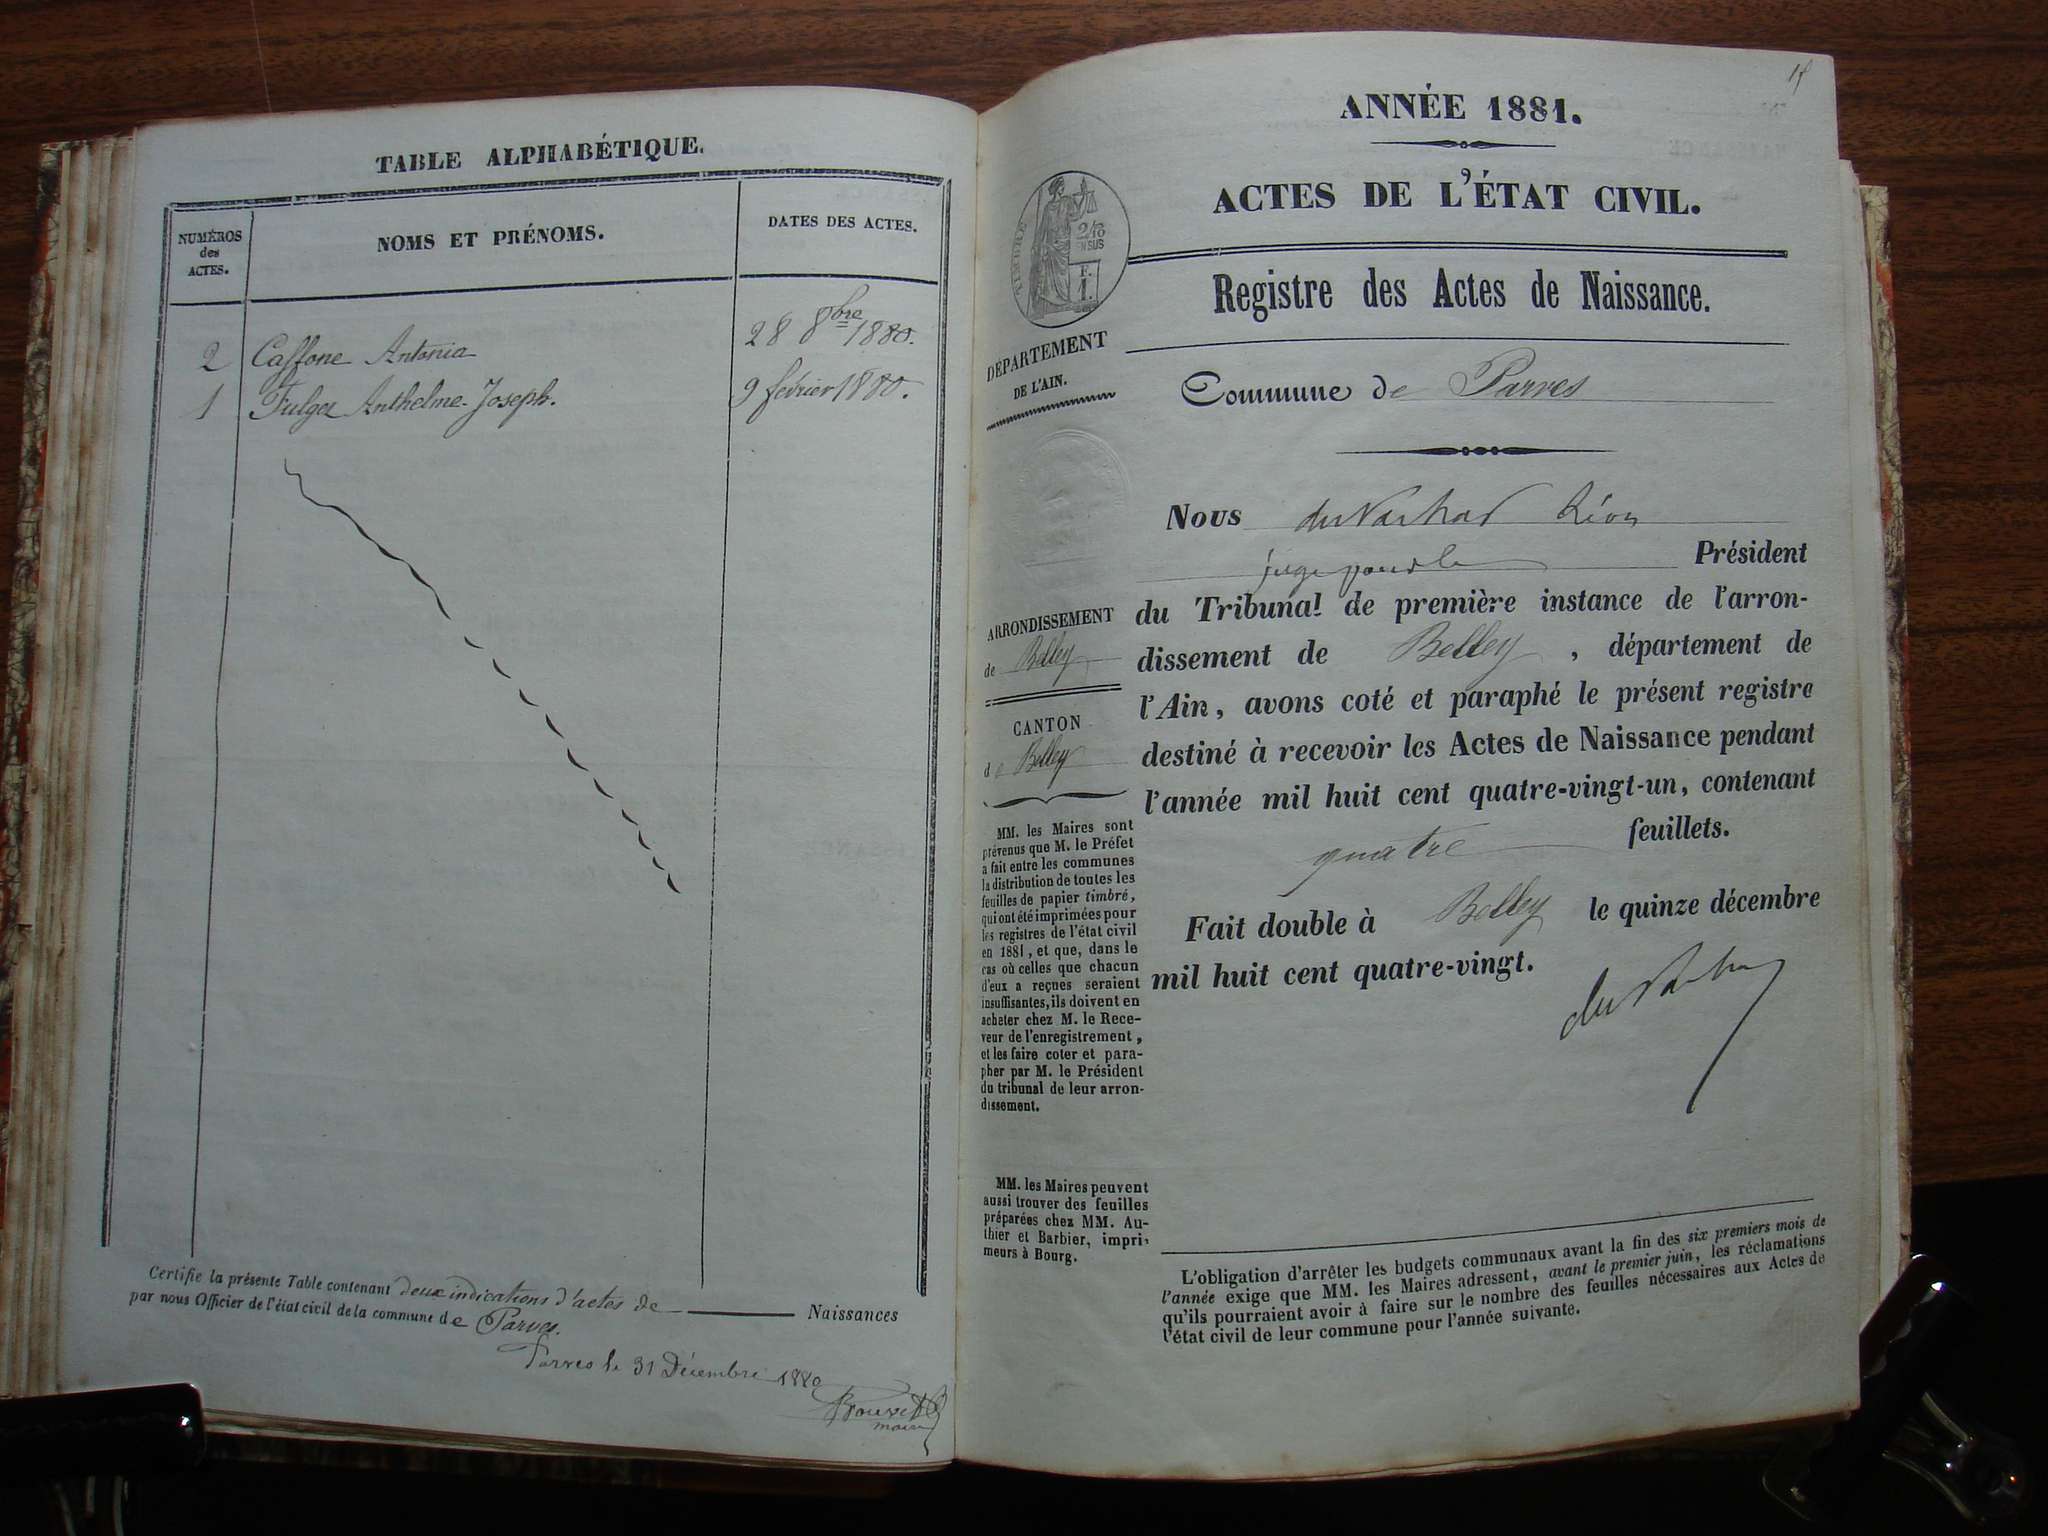 TABLE ALPHABÉTIQUE.
NUMÉROS
des
ACTES.
NOMS ET PRÉNOMS.
DATES DES ACTES.
2 Caffone Antonia 28 8bre 1880.
1 Fulget Anthelme-Joseph. 9 février 1880.
Certifie la présente Table contenant deux indications d'actes de Naissances
par nous Officier de l'état civil de la commune de Parves.
Parves le 31 Décembre 1880
maire
ANNÉE 1881.
ACTES DE L'ÉTAT CIVIL.
TIMBRE
2/10
EN SUS
F.
1.
Registre des Actes de Naissance.
DÉPARTEMENT
DE L'AIN.
Commune de Parves
Nous Léon
juge Président
du Tribunal de première instance de l'arron-
dissement de Belley, département de
l'Ain, avons coté et paraphé le présent registre
destiné à recevoir les Actes de Naissance pendant
l'année mil huit cent quatre-vingt-un, contenant
quatre feuillets.
Fait double à Belley le quinze décembre
mil huit cent quatre-vingt.
ARRONDISSEMENT
de Belley
CANTON
de Belley
MM. les Maires sont
prévenus que M. le Préfet
a fait entre les communes
la distribution de toutes les
feuilles de papier timbré,
qui ont été imprimées pour
les registres de l'état civil
en 1881, et que, dans le
cas où celles que chacun
d'eux a reçues seraient
insuffisantes, ils doivent en
acheter chez M. le Rece-
veur de l'enregistrement,
et les faire coter et para-
pher par M. le Président
du tribunal de leur arron-
dissement.
MM. les Maires peuvent
aussi trouver des feuilles
préparées chez MM. Au-
thier et Barbier, impri-
meurs à Bourg.
L'obligation d'arrêter les budgets communaux avant la fin des six premiers mois de
l'année exige que MM. les Maires adressent, avant le premier juin, les réclamations
qu'ils pourraient avoir à faire sur le nombre des feuilles nécessaires aux Actes de
l'état civil de leur commune pour l'année suivante.